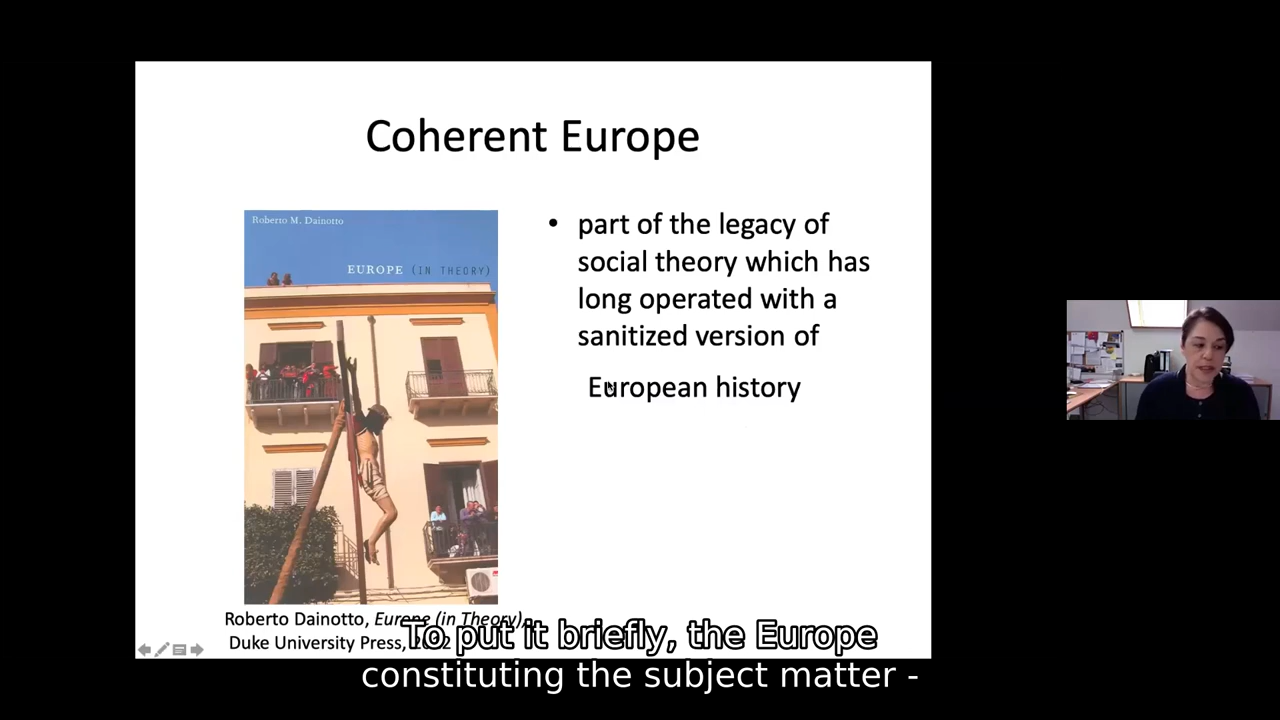 Coherent Europe
Roberto M. Dainotto
EUROPE (IN THEORY)
• part of the legacy of
social theory which has
long operated with a
sanitized version of
European history
Roberto Dainotto, Europe (in Theory),
Duke University Press,
To put it briefly, the Europe
constituting the subject matter -